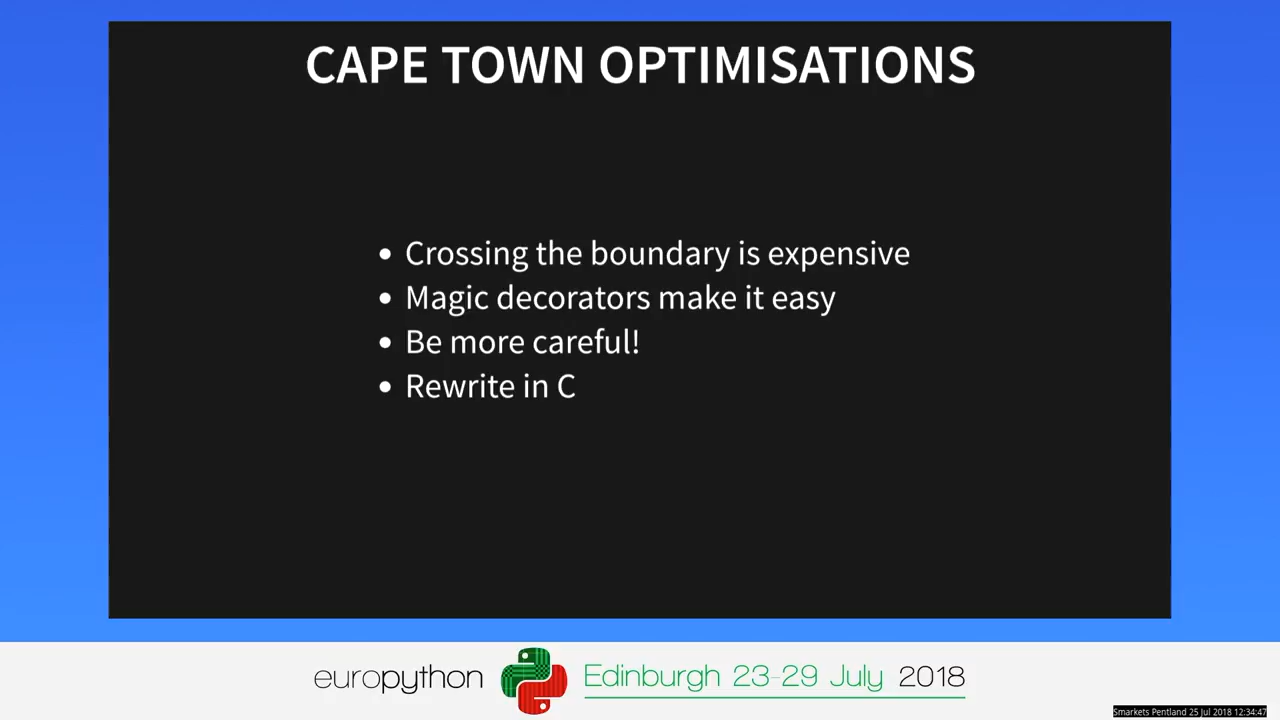 CAPE TOWN OPTIMISATIONS
• Crossing the boundary is expensive
• Magic decorators make it easy
• Be more careful!
• Rewrite in C
europython Edinburgh 23-29 July 2018
Smarkets Pentland 25 Jul 2018 12:34:47